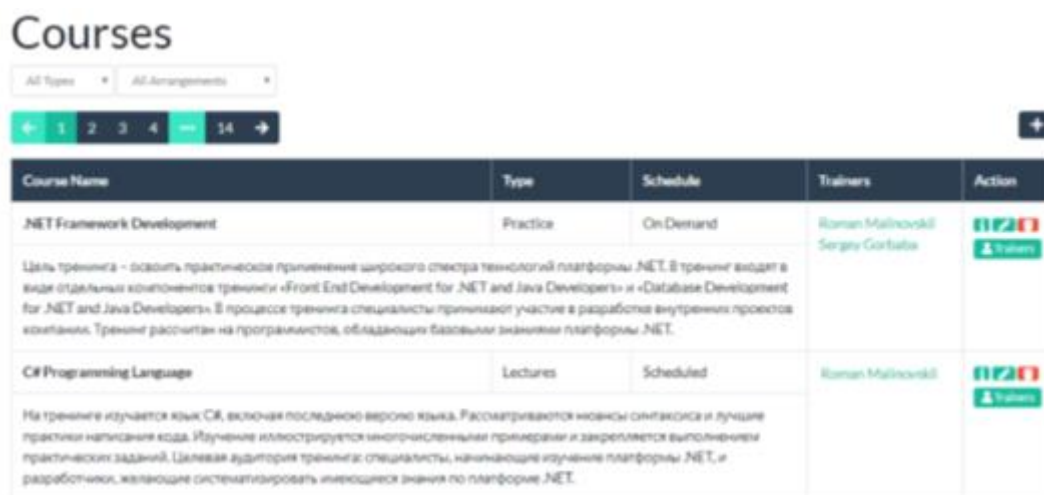 Courses
All Types All Arrangements
← 1 2 3 4 ••• 14 → +
Course Name Type Schedule Trainers Action
.NET Framework Development Practice On Demand Roman Malinovskii
Sergey Gorbaba
Trainers
Цель тренинга – освоить практическое применение широкого спектра технологий платформы .NET. В тренинг входят в
виде отдельных компонентов тренинги «Front End Development for .NET and Java Developers» и «Database Development
for .NET and Java Developers». В процессе тренинга специалисты принимают участие в разработке внутренних проектов
компании. Тренинг рассчитан на программистов, обладающих базовыми знаниями платформы .NET.
C# Programming Language Lectures Scheduled Roman Malinovskii
Trainers
На тренинге изучается язык C#, включая последнюю версию языка. Рассматриваются нюансы синтаксиса и лучшие
практики написания кода. Изучение иллюстрируется многочисленными примерами и закрепляется выполнением
практических заданий. Целевая аудитория тренинга: специалисты, начинающие изучение платформы .NET, и
разработчики, желающие систематизировать имеющиеся знания по платформе .NET.